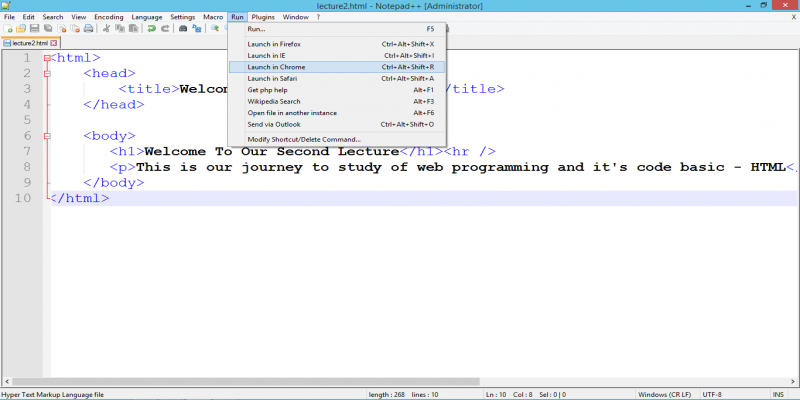 lecture2.html - Notepad++ [Administrator]
File Edit Search View Encoding Language Settings Macro Run Plugins Window ? X
lecture2.html
Run... F5
Launch in Firefox Ctrl+Alt+Shift+X
Launch in IE Ctrl+Alt+Shift+I
Launch in Chrome Ctrl+Alt+Shift+R
Launch in Safari Ctrl+Alt+Shift+A
Get php help Alt+F1
Wikipedia Search Alt+F3
Open file in another instance Alt+F6
Send via Outlook Ctrl+Alt+Shift+O
Modify Shortcut/Delete Command...
1 <html>
2 <head>
3 <title>Welcom /title>
4 </head>
5
6 <body>
7 <h1>Welcome To Our Second Lecture</h1><hr />
8 <p>This is our journey to study of web programming and it's code basic - HTML<
9 </body>
10 </html>
Hyper Text Markup Language file length : 268 lines : 10 Ln : 10 Col : 8 Sel : 0 | 0 Windows (CR LF) UTF-8 INS